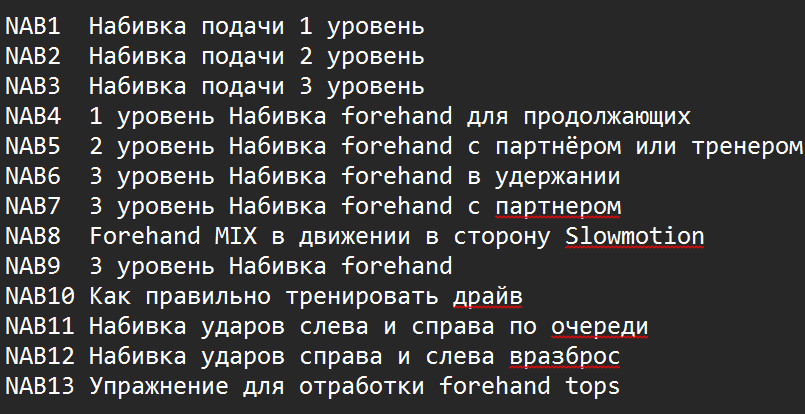 NAB1  Набивка подачи 1 уровень
NAB2  Набивка подачи 2 уровень
NAB3  Набивка подачи 3 уровень
NAB4  1 уровень Набивка forehand для продолжающих
NAB5  2 уровень Набивка forehand с партнёром или тренером
NAB6  3 уровень Набивка forehand в удержании
NAB7  3 уровень Набивка forehand с партнером
NAB8  Forehand MIX в движении в сторону Slowmotion
NAB9  3 уровень Набивка forehand
NAB10 Как правильно тренировать драйв
NAB11 Набивка ударов слева и справа по очереди
NAB12 Набивка ударов справа и слева вразброс
NAB13 Упражнение для отработки forehand tops